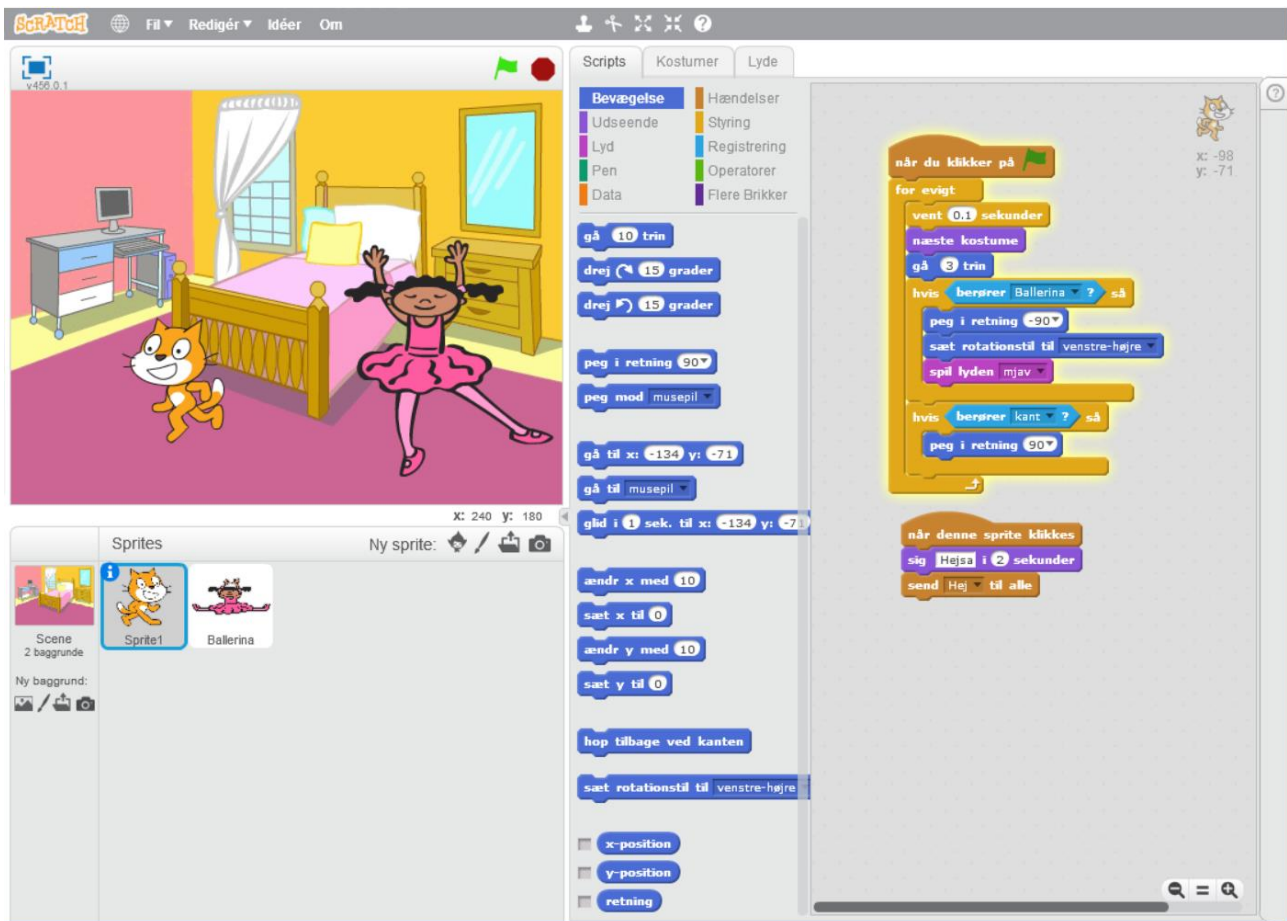 SCRATCH Fil Redigér Idéer Om
v456.0.1
X: 240 y: 180
Sprites Ny sprite:
Scene
2 baggrunde
Ny baggrund:
Sprite1
Ballerina
Scripts Kostumer Lyde
Bevægelse Hændelser
Udseende Styring
Lyd Registrering
Pen Operatorer
Data Flere Brikker
gå 10 trin
drej 15 grader
drej 15 grader
peg i retning 90
peg mod musepil
gå til x: -134 y: -71
gå til musepil
glid i 1 sek. til x: -134 y: -71
ændr x med 10
sæt x til 0
ændr y med 10
sæt y til 0
hop tilbage ved kanten
sæt rotationstil til venstre-højre
x-position
y-position
retning
x: -98
y: -71
når du klikker på
for evigt
vent 0.1 sekunder
næste kostume
gå 3 trin
hvis berører Ballerina ? så
peg i retning -90
sæt rotationstil til venstre-højre
spil lyden mjav
hvis berører kant ? så
peg i retning 90
når denne sprite klikkes
sig Hejsa i 2 sekunder
send Hej til alle